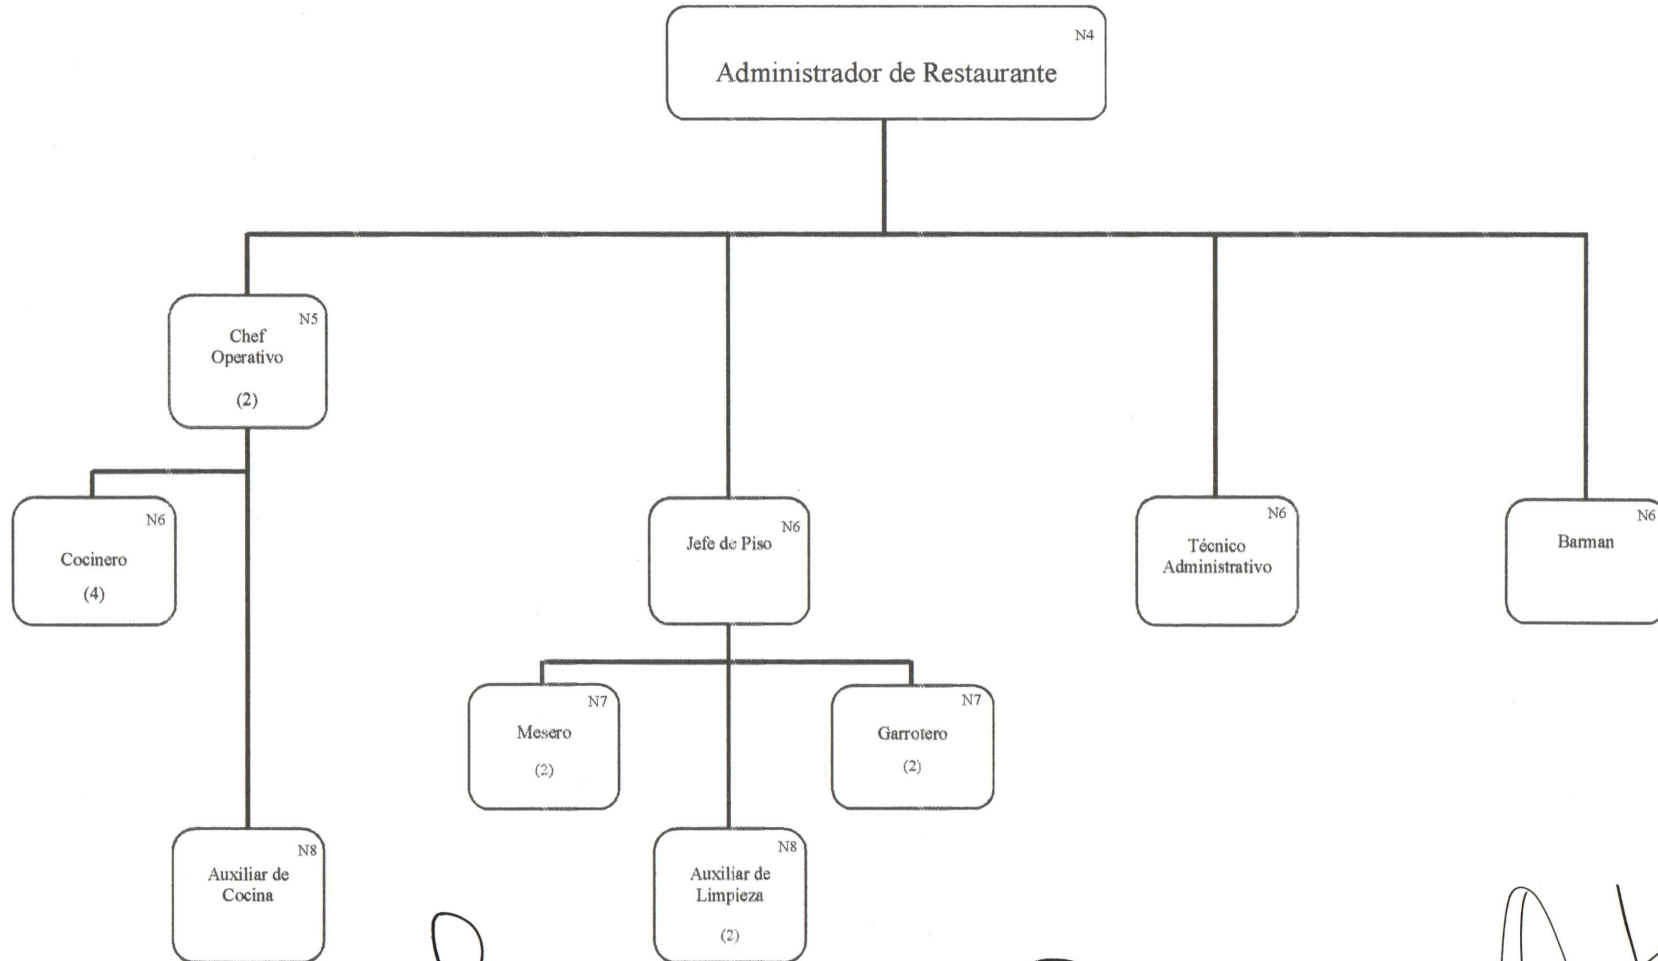 N4
Administrador de Restaurante
N5
Chef
Operativo
(2)
N6
Cocinero
(4)
N6
Jefe de Piso
N6
Técnico
Administrativo
N6
Barman
N7
Mesero
(2)
N7
Garrotero
(2)
N8
Auxiliar de
Cocina
N8
Auxiliar de
Limpieza
(2)